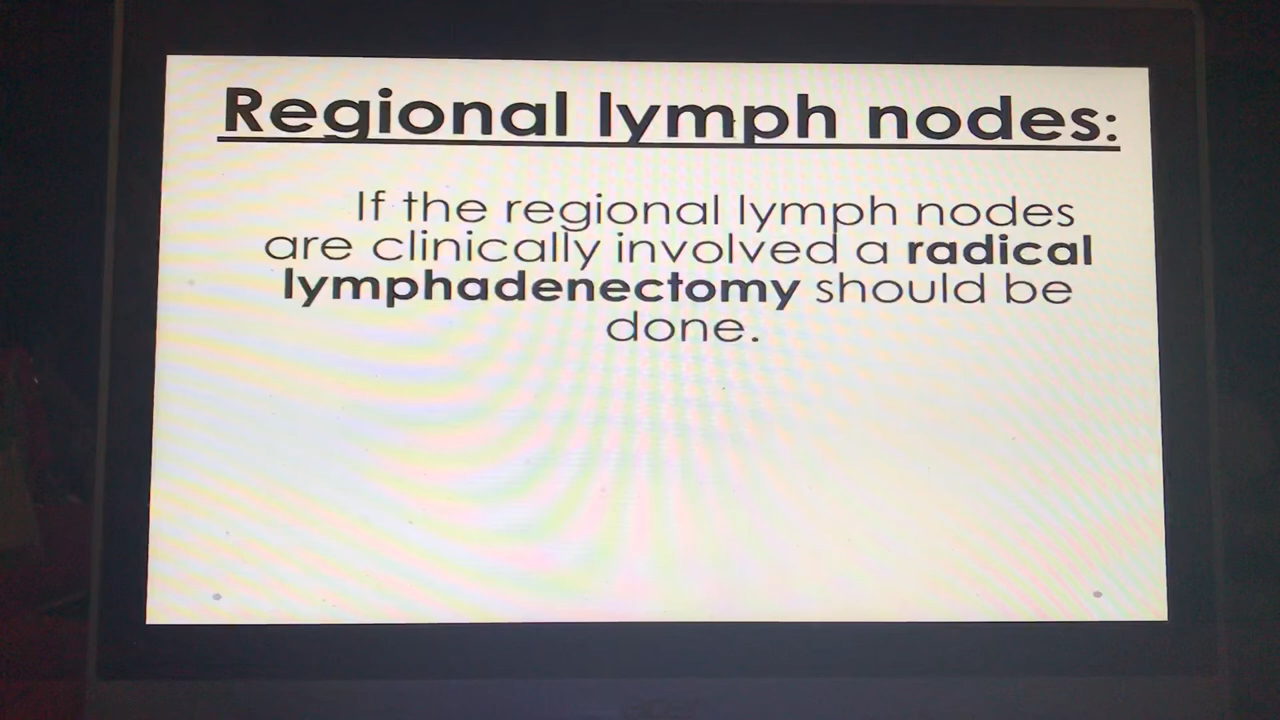 Regional lymph nodes:
If the regional lymph nodes
are clinically involved a radical
lymphadenectomy should be
done.